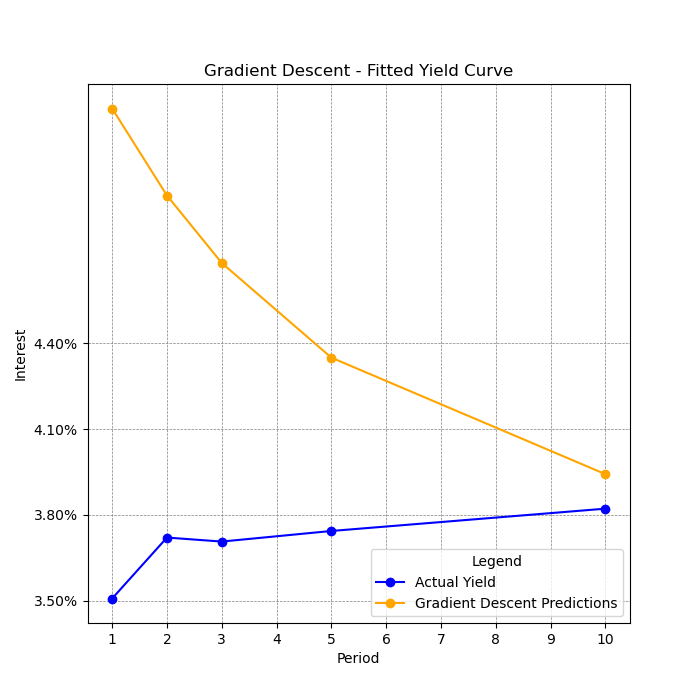 Gradient Descent - Fitted Yield Curve
Interest
4.40%
4.10%
3.80%
3.50%
Legend
Actual Yield
Gradient Descent Predictions
1 2 3 4 5 6 7 8 9 10
Period